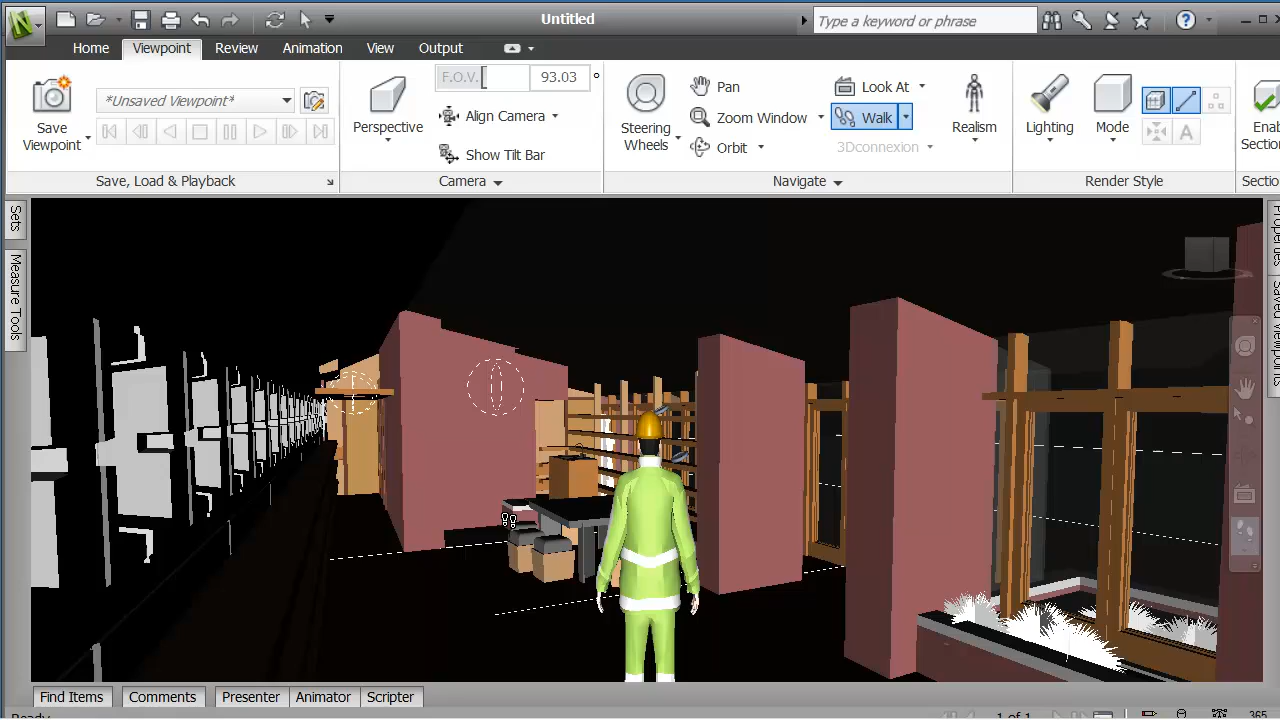 Untitled
Type a keyword or phrase
Home Viewpoint Review Animation View Output
F.O.V. 93.03 °
*Unsaved Viewpoint*
Save Viewpoint
Perspective
Align Camera
Show Tilt Bar
Steering Wheels
Pan
Zoom Window
Orbit
Look At
Walk
3Dconnexion
Realism
Lighting
Mode
A
Save, Load & Playback
Camera
Navigate
Render Style
Sets
Measure Tools
Properties
Saved Viewpoints
Find Items Comments Presenter Animator Scripter
Ready
1 of 1
365